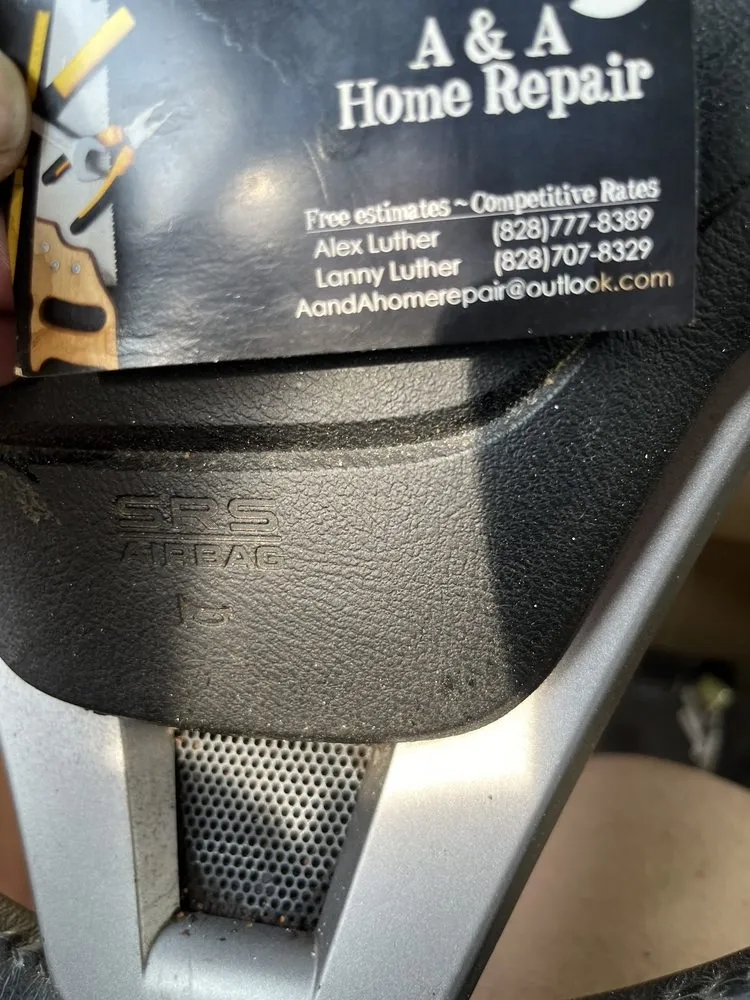 A & A
Home Repair
Free estimates ~ Competitive Rates
Alex Luther (828)777-8389
Lanny Luther (828)707-8329
AandAhomerepair@outlook.com
SRS
AIRBAG